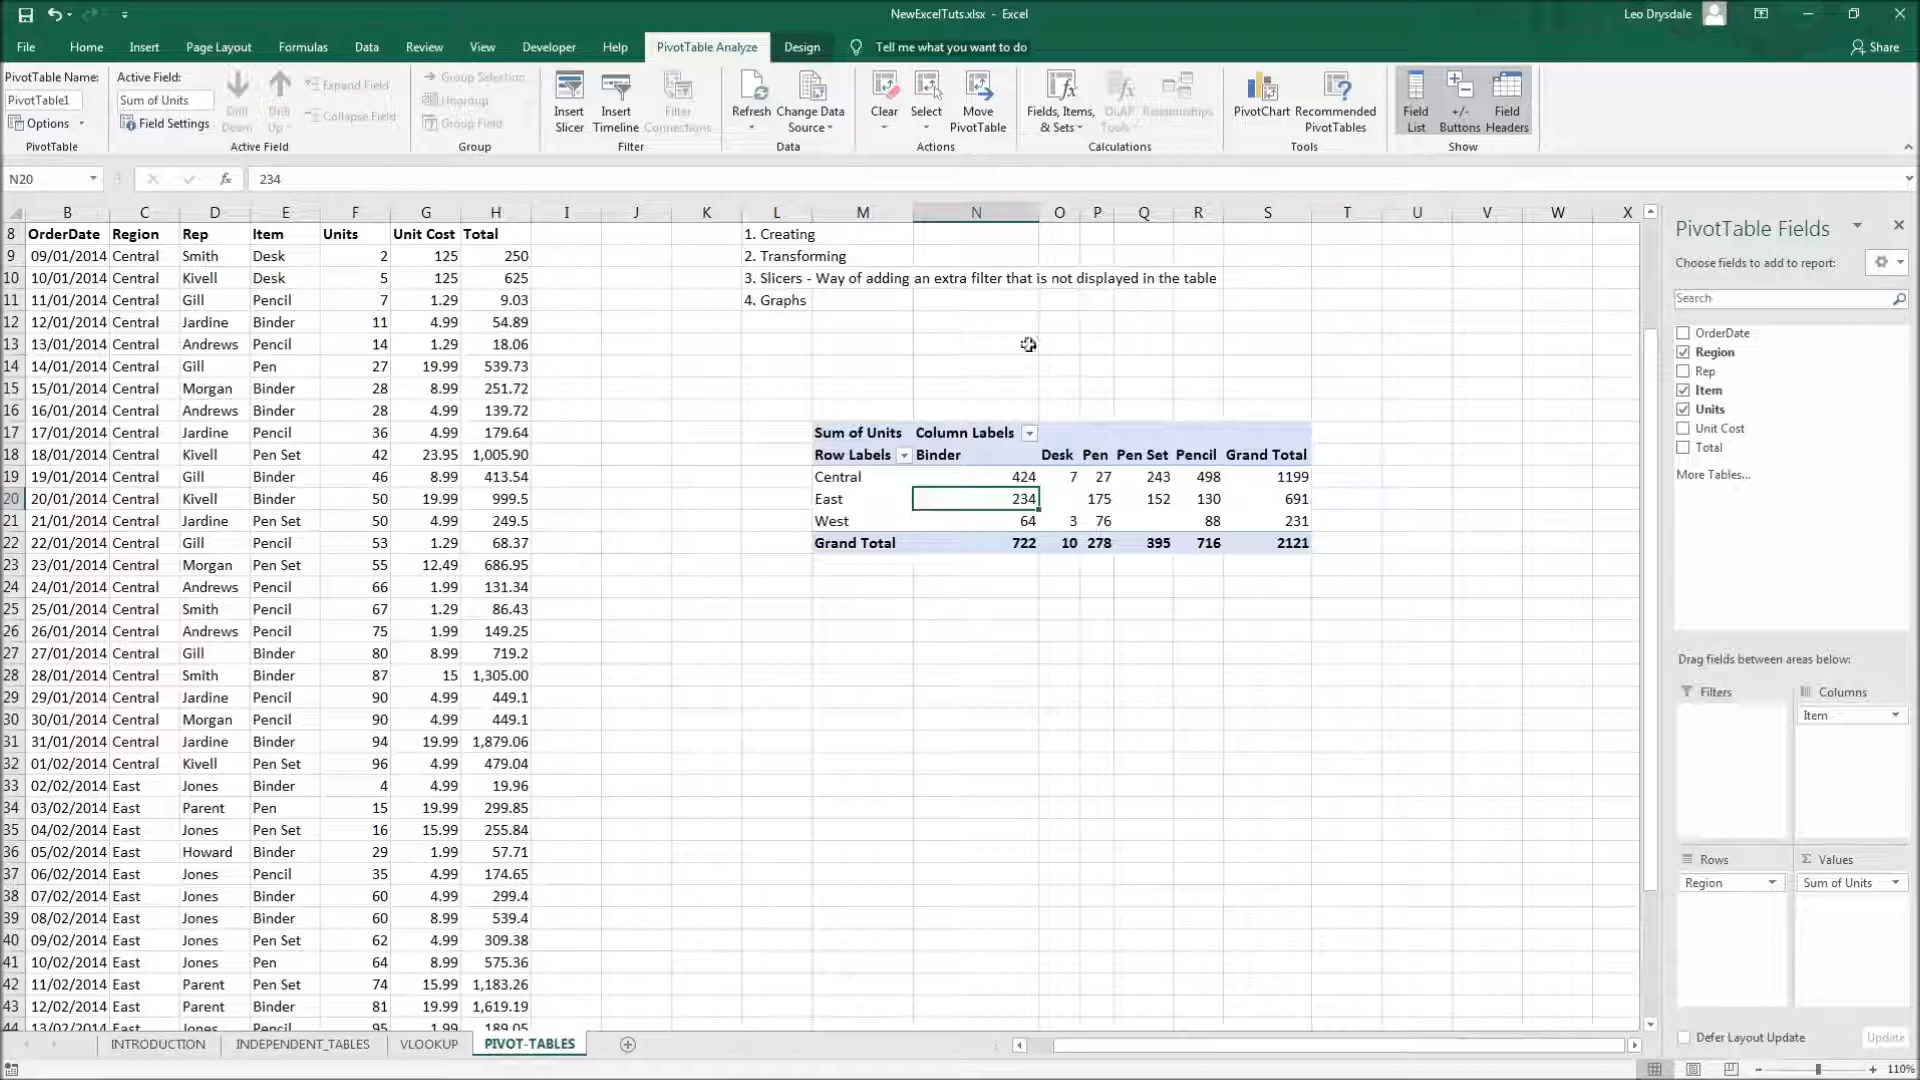 NewExcelTuts.xlsx - Excel
Leo Drysdale
File Home Insert Page Layout Formulas Data Review View Developer Help PivotTable Analyze Design Tell me what you want to do Share
PivotTable Name:
PivotTable1
Options
PivotTable
Active Field:
Sum of Units
Field Settings
Drill Down
Drill Up
Expand Field
Collapse Field
Active Field
Group Selection
Ungroup
Group Field
Group
Insert Slicer
Insert Timeline
Filter Connections
Filter
Refresh
Change Data Source
Data
Clear
Select
Move PivotTable
Actions
Fields, Items, & Sets
OLAP Tools
Relationships
Calculations
PivotChart
Recommended PivotTables
Tools
Field List
+/- Buttons
Field Headers
Show
N20 fx 234
B C D E F G H I J K L M N O P Q R S T U V W X
8 OrderDate Region Rep Item Units Unit Cost Total 1. Creating
9 09/01/2014 Central Smith Desk 2 125 250 2. Transforming
10 10/01/2014 Central Kivell Desk 5 125 625 3. Slicers - Way of adding an extra filter that is not displayed in the table
11 11/01/2014 Central Gill Pencil 7 1.29 9.03 4. Graphs
12 12/01/2014 Central Jardine Binder 11 4.99 54.89
13 13/01/2014 Central Andrews Pencil 14 1.29 18.06
14 14/01/2014 Central Gill Pen 27 19.99 539.73
15 15/01/2014 Central Morgan Binder 28 8.99 251.72
16 16/01/2014 Central Andrews Binder 28 4.99 139.72
17 17/01/2014 Central Jardine Pencil 36 4.99 179.64 Sum of Units Column Labels
18 18/01/2014 Central Kivell Pen Set 42 23.95 1,005.90 Row Labels Binder Desk Pen Pen Set Pencil Grand Total
19 19/01/2014 Central Gill Binder 46 8.99 413.54 Central 424 7 27 243 498 1199
20 20/01/2014 Central Kivell Binder 50 19.99 999.5 East 234 175 152 130 691
21 21/01/2014 Central Jardine Pen Set 50 4.99 249.5 West 64 3 76 88 231
22 22/01/2014 Central Gill Pencil 53 1.29 68.37 Grand Total 722 10 278 395 716 2121
23 23/01/2014 Central Morgan Pen Set 55 12.49 686.95
24 24/01/2014 Central Andrews Pencil 66 1.99 131.34
25 25/01/2014 Central Smith Pencil 67 1.29 86.43
26 26/01/2014 Central Andrews Pencil 75 1.99 149.25
27 27/01/2014 Central Gill Binder 80 8.99 719.2
28 28/01/2014 Central Smith Binder 87 15 1,305.00
29 29/01/2014 Central Jardine Pencil 90 4.99 449.1
30 30/01/2014 Central Morgan Pencil 90 4.99 449.1
31 31/01/2014 Central Jardine Binder 94 19.99 1,879.06
32 01/02/2014 Central Kivell Pen Set 96 4.99 479.04
33 02/02/2014 East Jones Binder 4 4.99 19.96
34 03/02/2014 East Parent Pen 15 19.99 299.85
35 04/02/2014 East Jones Pen Set 16 15.99 255.84
36 05/02/2014 East Howard Binder 29 1.99 57.71
37 06/02/2014 East Jones Pencil 35 4.99 174.65
38 07/02/2014 East Jones Binder 60 4.99 299.4
39 08/02/2014 East Jones Binder 60 8.99 539.4
40 09/02/2014 East Jones Pen Set 62 4.99 309.38
41 10/02/2014 East Jones Pen 64 8.99 575.36
42 11/02/2014 East Parent Pen Set 74 15.99 1,183.26
43 12/02/2014 East Parent Binder 81 19.99 1,619.19
44 13/02/2014 East Jones Pencil 95 1.99 189.05
PivotTable Fields
Choose fields to add to report:
Search
OrderDate
Region
Rep
Item
Units
Unit Cost
Total
More Tables...
Drag fields between areas below:
Filters Columns
Item
Rows Σ Values
Region Sum of Units
Defer Layout Update Update
INTRODUCTION INDEPENDENT_TABLES VLOOKUP PIVOT-TABLES
110%